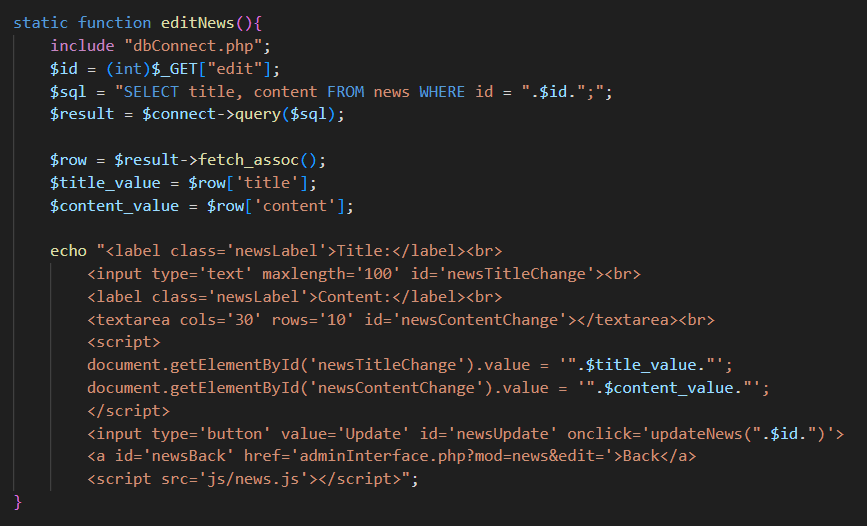 static function editNews(){
include "dbConnect.php";
$id = (int)$_GET["edit"];
$sql = "SELECT title, content FROM news WHERE id = ".$id.";";
$result = $connect->query($sql);
$row = $result->fetch_assoc();
$title_value = $row['title'];
$content_value = $row['content'];
echo "<label class='newsLabel'>Title:</label><br>
<input type='text' maxlength='100' id='newsTitleChange'><br>
<label class='newsLabel'>Content:</label><br>
<textarea cols='30' rows='10' id='newsContentChange'></textarea><br>
<script>
document.getElementById('newsTitleChange').value = '".$title_value."';
document.getElementById('newsContentChange').value = '".$content_value."';
</script>
<input type='button' value='Update' id='newsUpdate' onclick='updateNews(".$id.")'>
<a id='newsBack' href='adminInterface.php?mod=news&edit='>Back</a>
<script src='js/news.js'></script>";
}